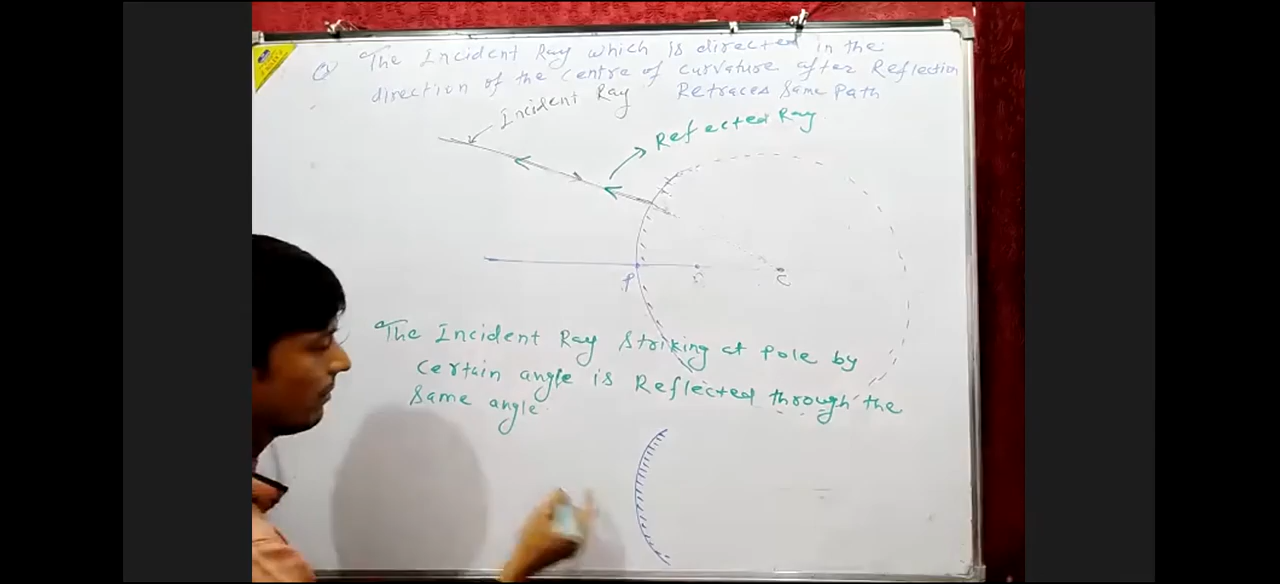 The Incident Ray which is directed in the
direction of the centre of curvature after Reflection
Retraces same path
Incident Ray
Reflected Ray
P
C
The Incident Ray striking at pole by
certain angle is Reflected through the
same angle.